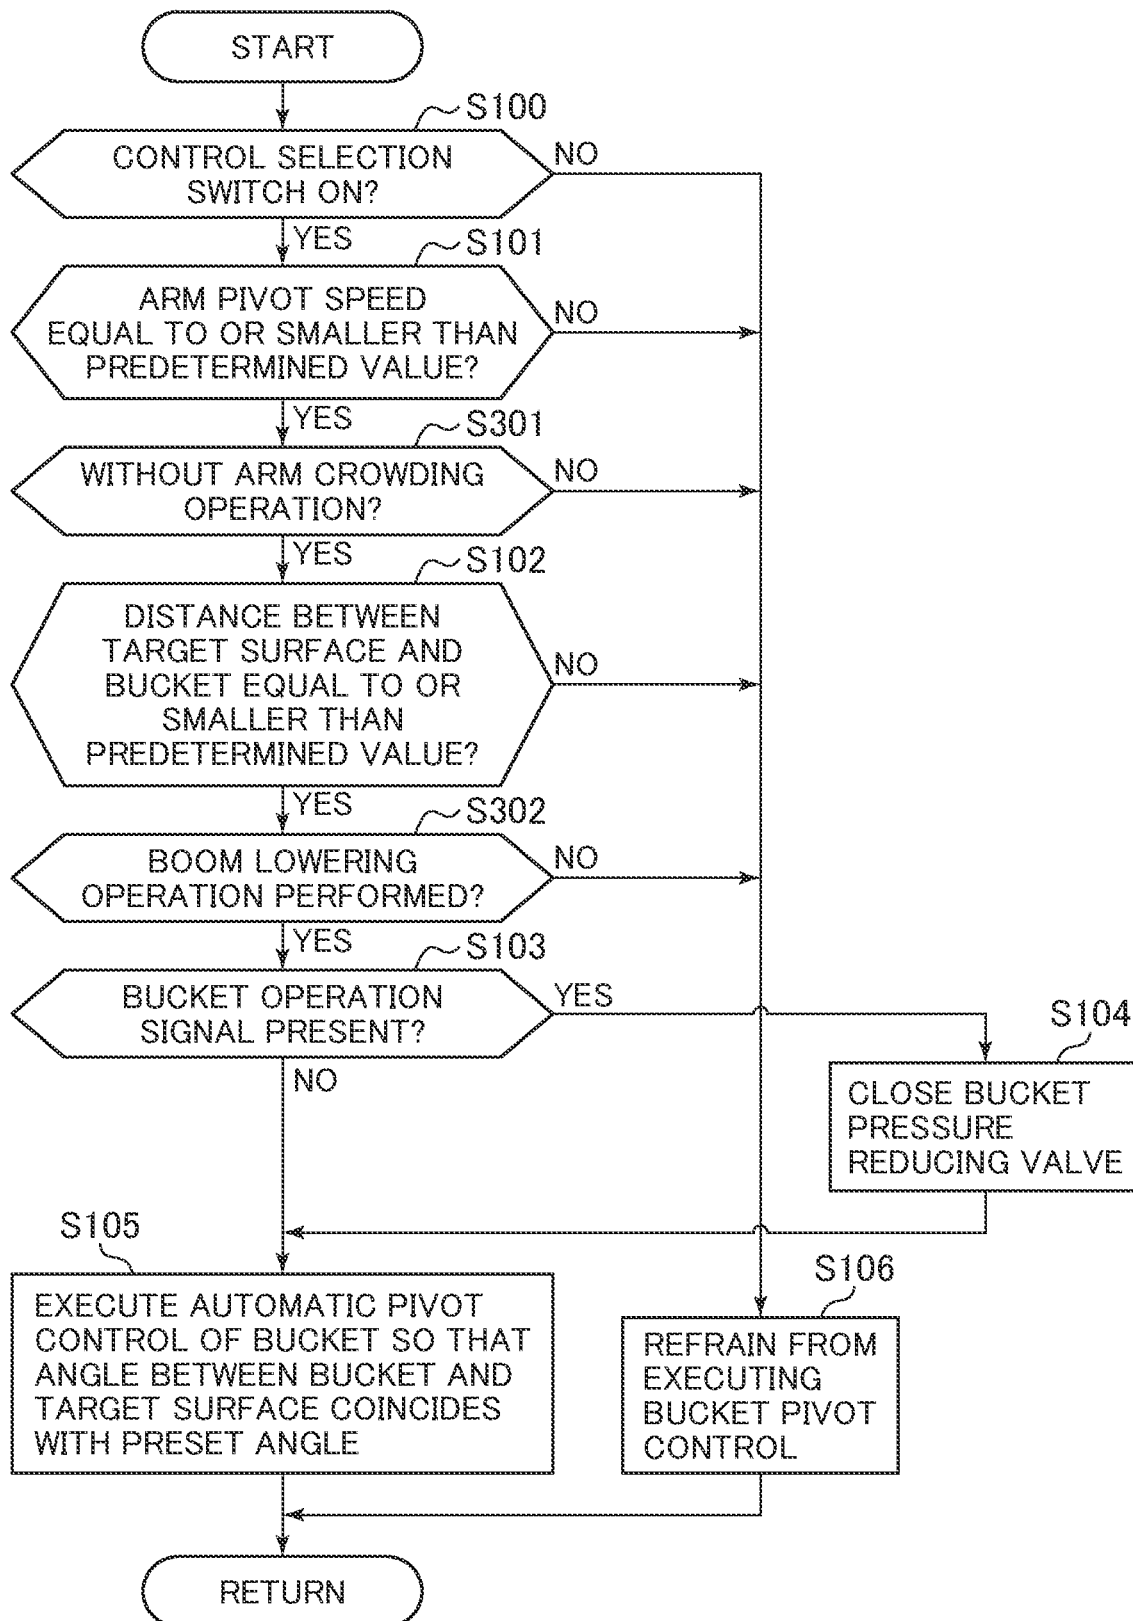 START
S100
CONTROL SELECTION
SWITCH ON?
NO
YES
S101
ARM PIVOT SPEED
EQUAL TO OR SMALLER THAN
PREDETERMINED VALUE?
NO
YES
S301
WITHOUT ARM CROWDING
OPERATION?
NO
YES
S102
DISTANCE BETWEEN
TARGET SURFACE AND
BUCKET EQUAL TO OR
SMALLER THAN
PREDETERMINED VALUE?
NO
YES
S302
BOOM LOWERING
OPERATION PERFORMED?
NO
YES
S103
BUCKET OPERATION
SIGNAL PRESENT?
YES
NO
S104
CLOSE BUCKET
PRESSURE
REDUCING VALVE
S105
EXECUTE AUTOMATIC PIVOT
CONTROL OF BUCKET SO THAT
ANGLE BETWEEN BUCKET AND
TARGET SURFACE COINCIDES
WITH PRESET ANGLE
S106
REFRAIN FROM
EXECUTING
BUCKET PIVOT
CONTROL
RETURN